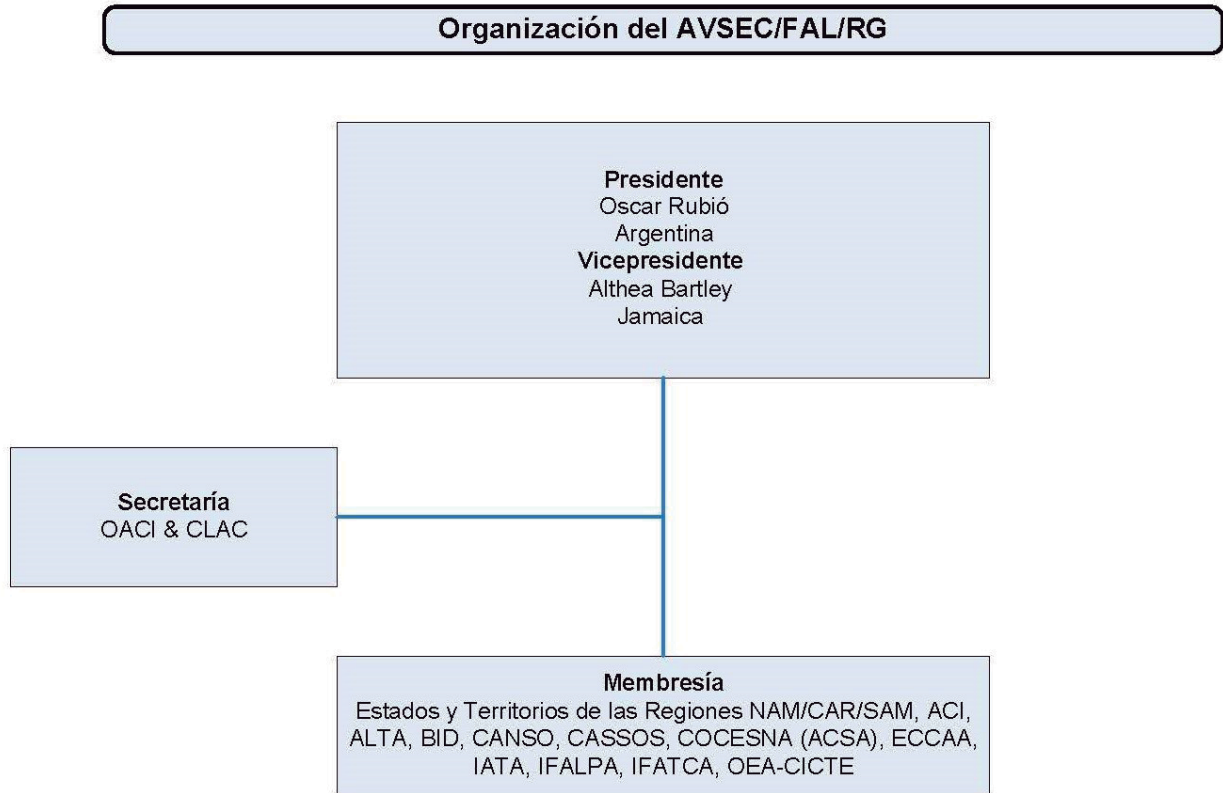 Organización del AVSEC/FAL/RG
Presidente
Oscar Rubió
Argentina
Vicepresidente
Althea Bartley
Jamaica
Secretaría
OACI & CLAC
Membresía
Estados y Territorios de las Regiones NAM/CAR/SAM, ACI,
ALTA, BID, CANSO, CASSOS, COCESNA (ACSA), ECCAA,
IATA, IFALPA, IFATCA, OEA-CICTE